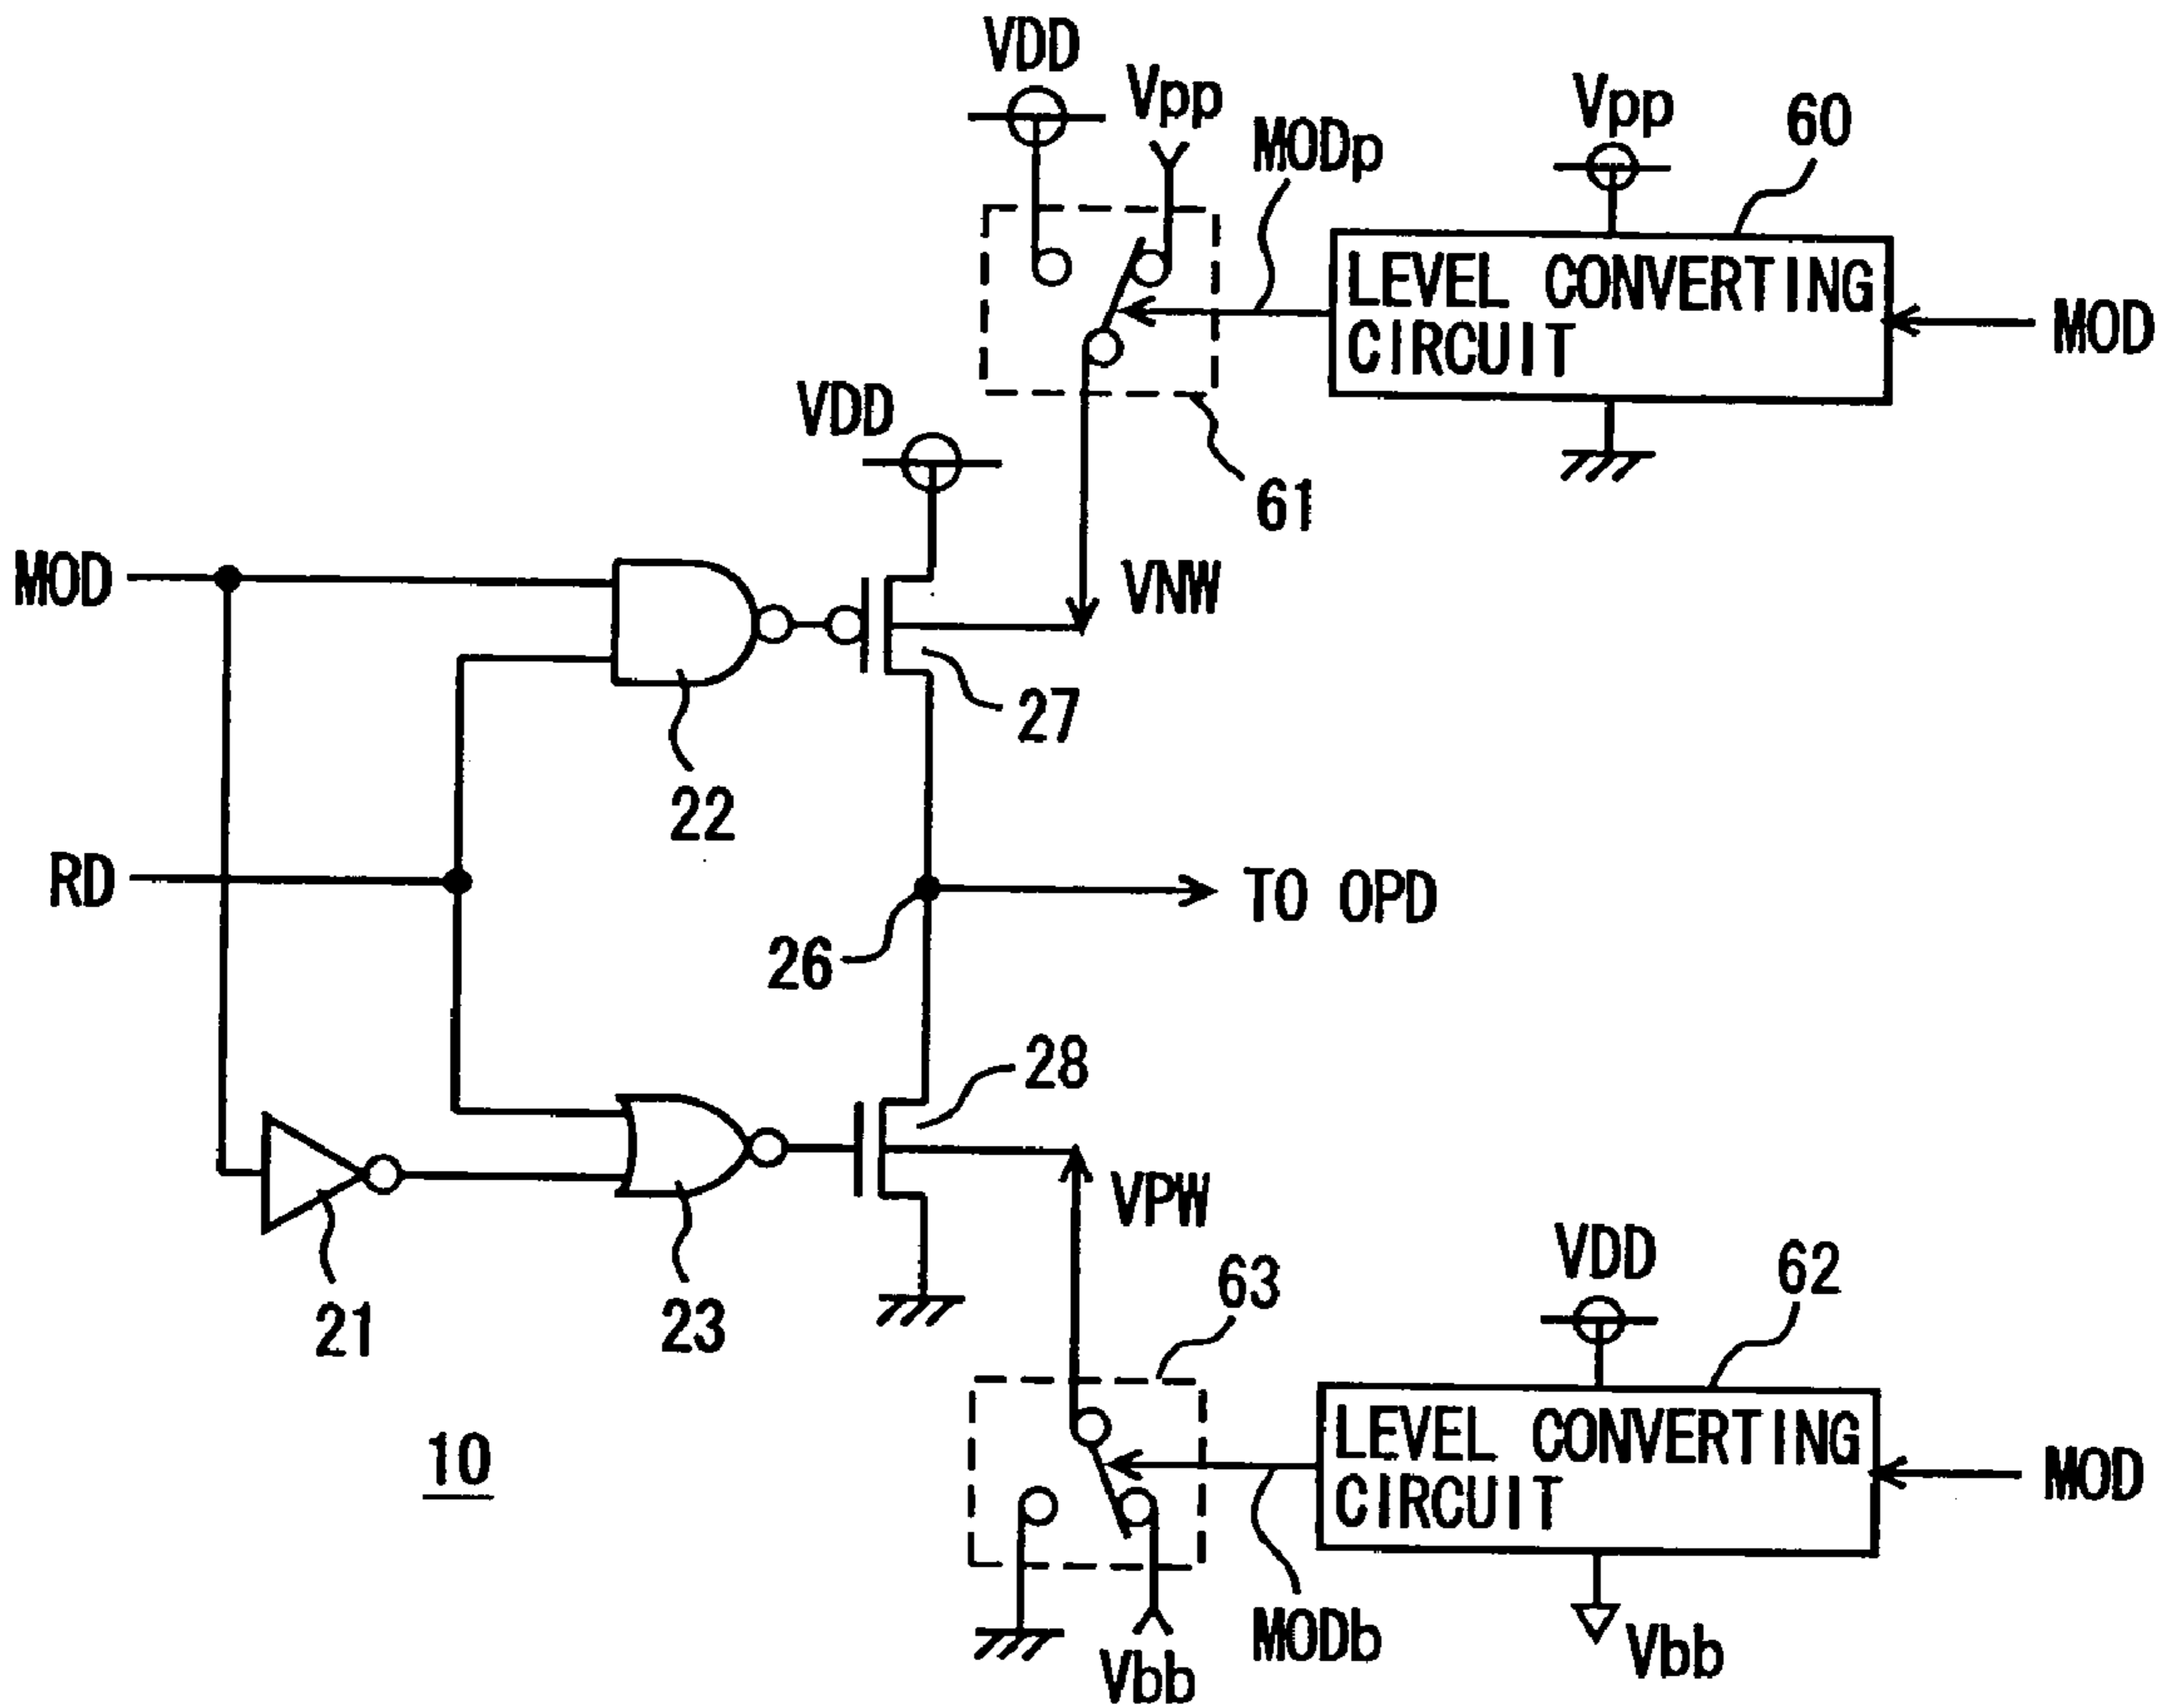 VDD
Vpp
MODp
Vpp
60
LEVEL CONVERTING
CIRCUIT
MOD
VDD
61
MOD
VNW
27
22
RD
TO OPD
26
28
VPW
21
23
63
VDD
62
LEVEL CONVERTING
CIRCUIT
MOD
10
Vbb
MODb
Vbb